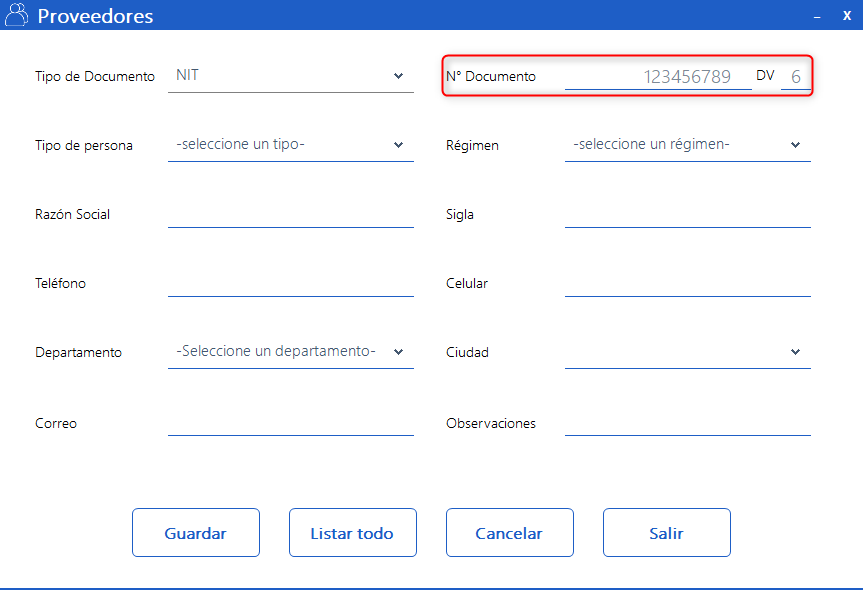 Proveedores
Tipo de Documento NIT N° Documento 123456789 DV 6
Tipo de persona -seleccione un tipo- Régimen -seleccione un régimen-
Razón Social Sigla
Teléfono Celular
Departamento -Seleccione un departamento- Ciudad
Correo Observaciones
Guardar Listar todo Cancelar Salir